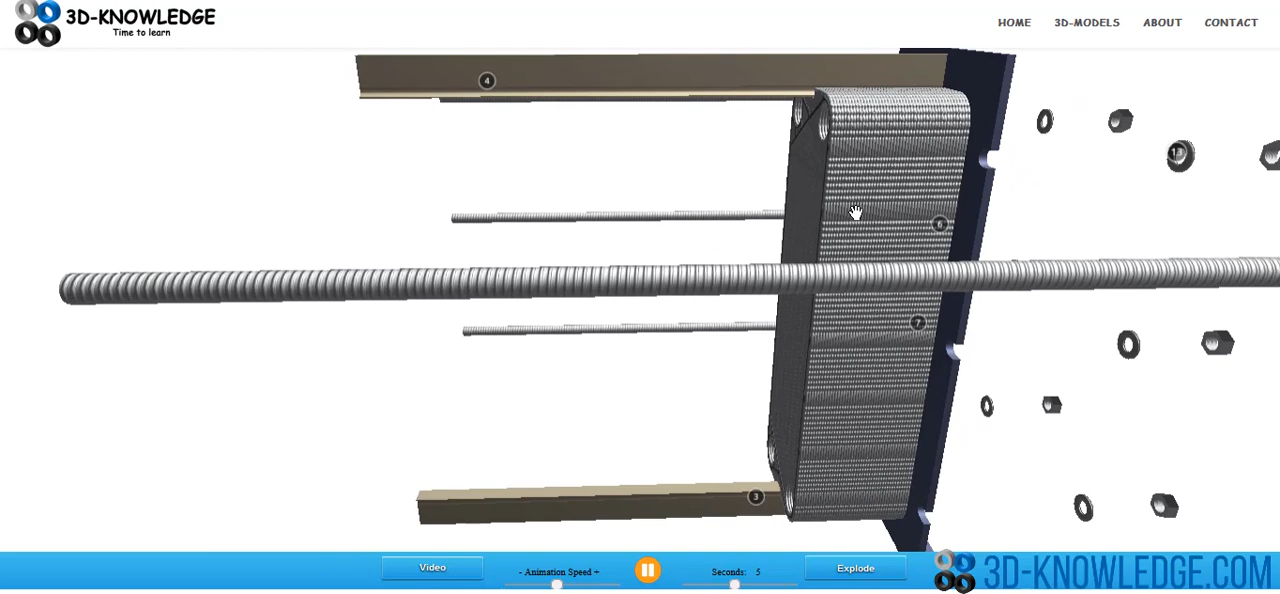 3D-KNOWLEDGE
Time to learn
HOME 3D-MODELS ABOUT CONTACT
4
13
6
7
3
Video
- Animation Speed +
Seconds: 5
Explode
3D-KNOWLEDGE.COM